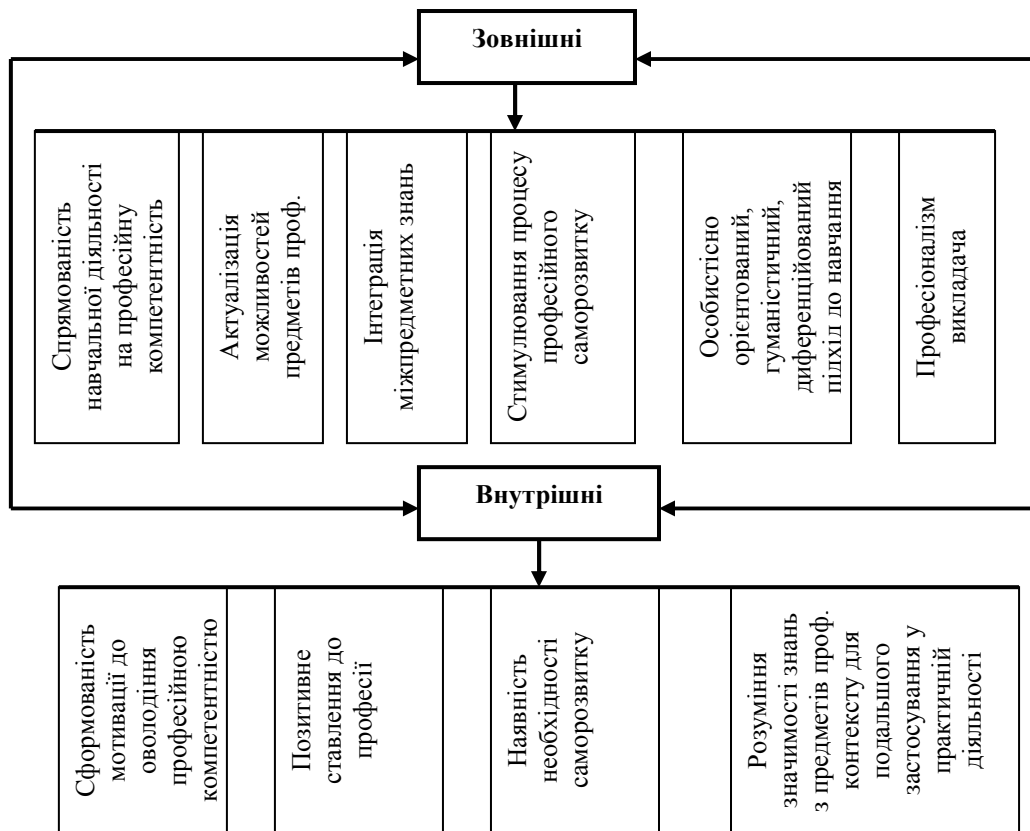 Зовнішні
Спрямованість
навчальної діяльності
на професійну
компетентність
Актуалізація
можливостей
предметів проф.
Інтеграція
міжпредметних знань
Стимулювання процесу
професійного
саморозвитку
Особистісно
орієнтований,
гуманістичний,
диференційований
підхід до навчання
Професіоналізм
викладача
Внутрішні
Сформованість
мотивації до
оволодіння
професійною
компетентністю
Позитивне
ставлення до
професії
Наявність
необхідності
саморозвитку
Розуміння
значимості знань
з предметів проф.
контексту для
подальшого
застосування у
практичній
діяльності